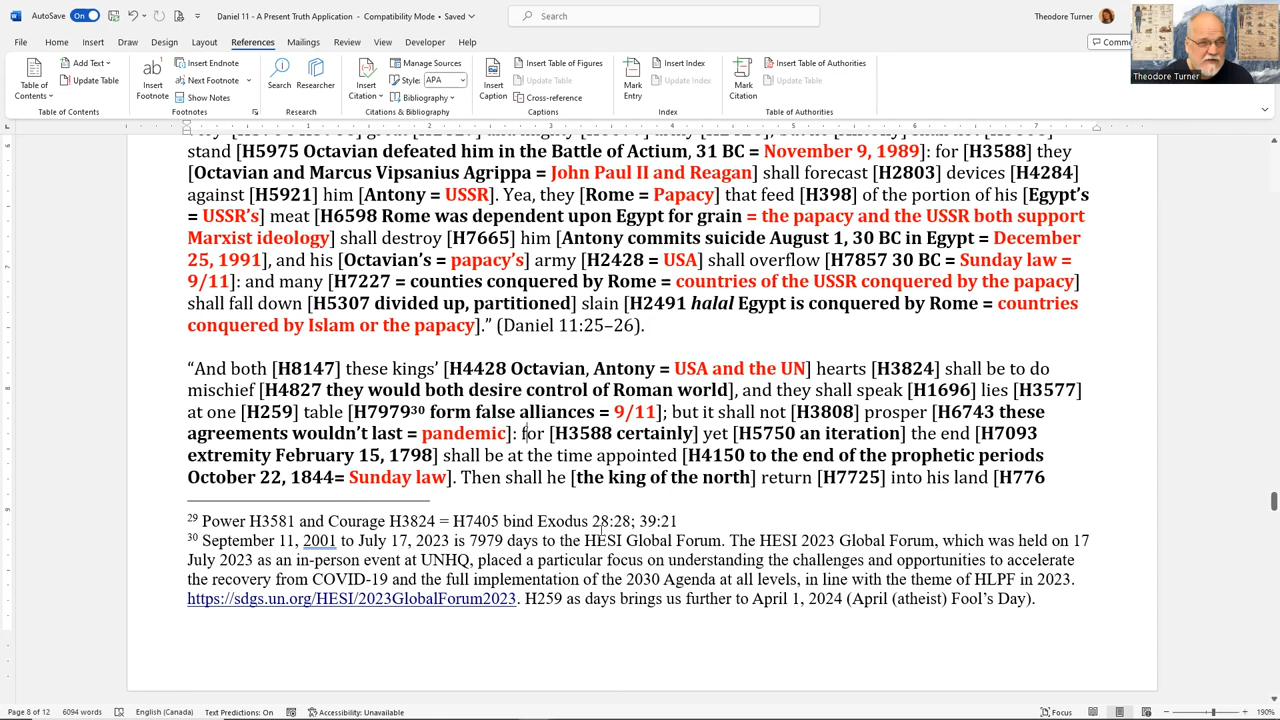 AutoSave On Daniel 11 - A Present Truth Application - Compatibility Mode • Saved Search Theodore Turner
File Home Insert Draw Design Layout References Mailings Review View Developer Help
Theodore Turner
Table of Contents Add Text Update Table
Insert Footnote Insert Endnote Next Footnote Show Notes
Search Researcher
Insert Citation Manage Sources Style: APA Bibliography
Insert Caption Insert Table of Figures Update Table Cross-reference
Mark Entry Insert Index Update Index
Mark Citation Insert Table of Authorities Update Table
Table of Contents Footnotes Research Citations & Bibliography Captions Index Table of Authorities
1 2 3 4 5 6 7
stand [H5975 Octavian defeated him in the Battle of Actium, 31 BC = November 9, 1989]: for [H3588] they
[Octavian and Marcus Vipsanius Agrippa = John Paul II and Reagan] shall forecast [H2803] devices [H4284]
against [H5921] him [Antony = USSR]. Yea, they [Rome = Papacy] that feed [H398] of the portion of his [Egypt’s
= USSR’s] meat [H6598 Rome was dependent upon Egypt for grain = the papacy and the USSR both support
Marxist ideology] shall destroy [H7665] him [Antony commits suicide August 1, 30 BC in Egypt = December
25, 1991], and his [Octavian’s = papacy’s] army [H2428 = USA] shall overflow [H7857 30 BC = Sunday law =
9/11]: and many [H7227 = counties conquered by Rome = countries of the USSR conquered by the papacy]
shall fall down [H5307 divided up, partitioned] slain [H2491 halal Egypt is conquered by Rome = countries
conquered by Islam or the papacy].” (Daniel 11:25–26).
“And both [H8147] these kings’ [H4428 Octavian, Antony = USA and the UN] hearts [H3824] shall be to do
mischief [H4827 they would both desire control of Roman world], and they shall speak [H1696] lies [H3577]
at one [H259] table [H7979³⁰ form false alliances = 9/11]; but it shall not [H3808] prosper [H6743 these
agreements wouldn’t last = pandemic]: for [H3588 certainly] yet [H5750 an iteration] the end [H7093
extremity February 15, 1798] shall be at the time appointed [H4150 to the end of the prophetic periods
October 22, 1844= Sunday law]. Then shall he [the king of the north] return [H7725] into his land [H776
²⁹ Power H3581 and Courage H3824 = H7405 bind Exodus 28:28; 39:21
³⁰ September 11, 2001 to July 17, 2023 is 7979 days to the HESI Global Forum. The HESI 2023 Global Forum, which was held on 17
July 2023 as an in-person event at UNHQ, placed a particular focus on understanding the challenges and opportunities to accelerate
the recovery from COVID-19 and the full implementation of the 2030 Agenda at all levels, in line with the theme of HLPF in 2023.
https://sdgs.un.org/HESI/2023GlobalForum2023. H259 as days brings us further to April 1, 2024 (April (atheist) Fool’s Day).
Page 8 of 12 6094 words English (Canada) Text Predictions: On Accessibility: Unavailable Focus 190%